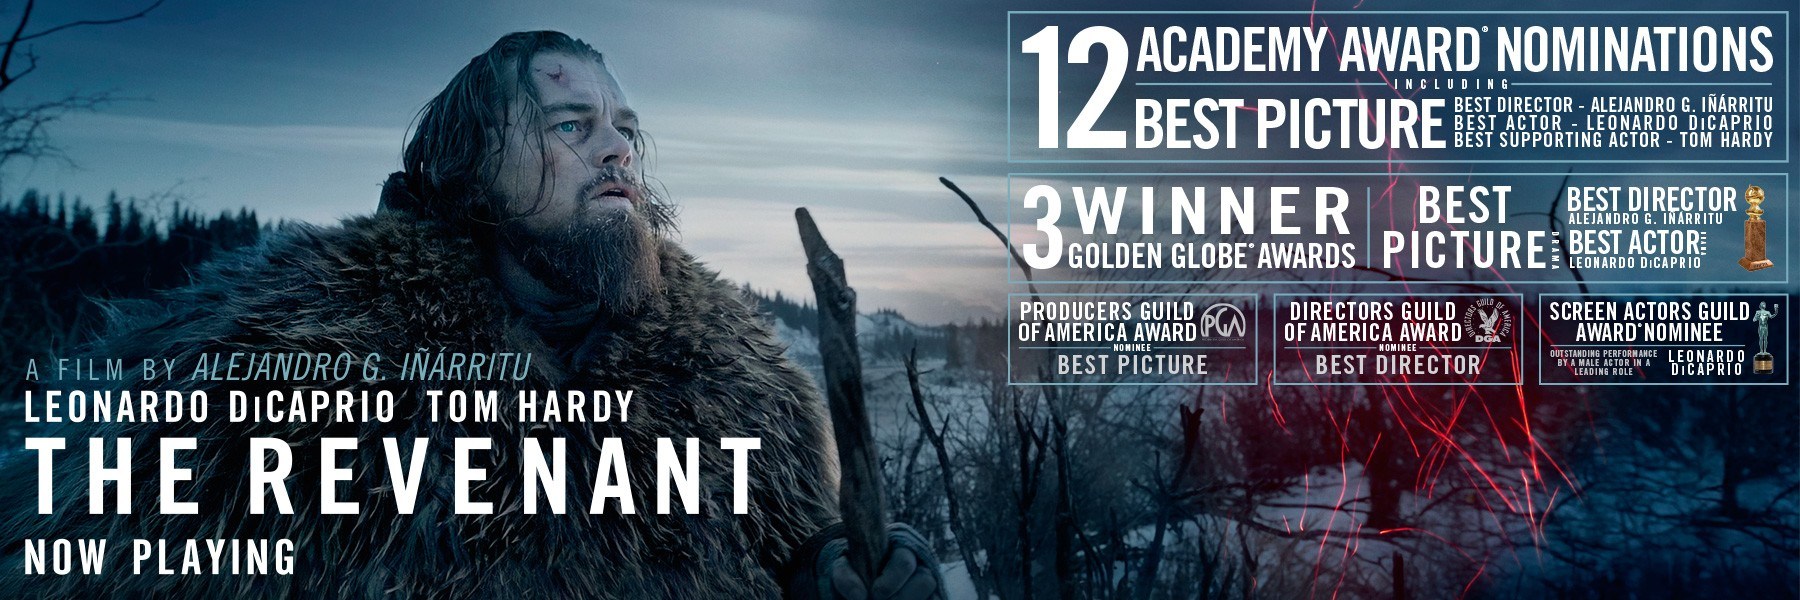 A FILM BY ALEJANDRO G. IÑÁRRITU
LEONARDO DiCAPRIO TOM HARDY
THE REVENANT
NOW PLAYING
12 ACADEMY AWARD® NOMINATIONS
INCLUDING
BEST PICTURE
BEST DIRECTOR - ALEJANDRO G. IÑÁRRITU
BEST ACTOR - LEONARDO DiCAPRIO
BEST SUPPORTING ACTOR - TOM HARDY
3 WINNER
GOLDEN GLOBE® AWARDS
BEST
PICTURE
DRAMA
BEST DIRECTOR
ALEJANDRO G. IÑÁRRITU
BEST ACTOR
LEONARDO DiCAPRIO
PRODUCERS GUILD
OF AMERICA AWARD
PGA
NOMINEE
BEST PICTURE
DIRECTORS GUILD
OF AMERICA AWARD
DIRECTORS GUILD OF AMERICA
DGA
NOMINEE
BEST DIRECTOR
SCREEN ACTORS GUILD
AWARD® NOMINEE
OUTSTANDING PERFORMANCE
BY A MALE ACTOR IN A
LEADING ROLE
LEONARDO
DiCAPRIO